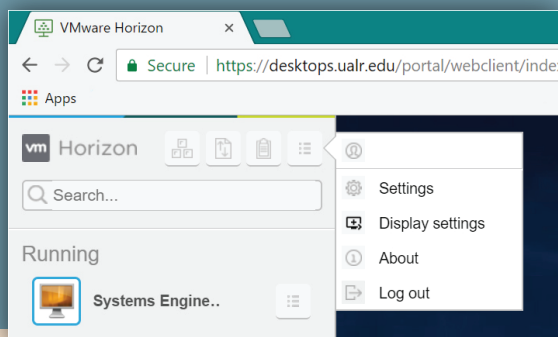 VMware Horizon
Secure https://desktops.ualr.edu/portal/webclient/inde
Apps
vm Horizon
Search...
Settings
Display settings
About
Log out
Running
Systems Engine..